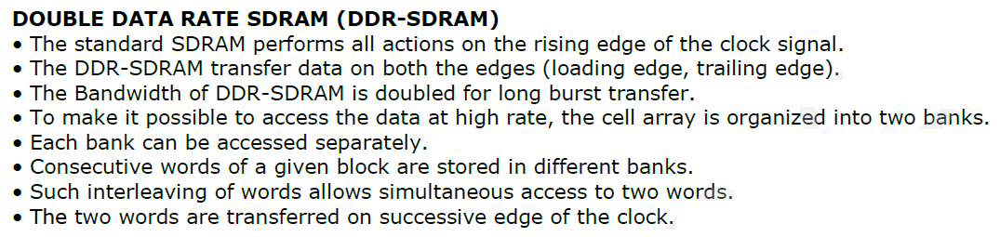 DOUBLE DATA RATE SDRAM (DDR-SDRAM)
• The standard SDRAM performs all actions on the rising edge of the clock signal.
• The DDR-SDRAM transfer data on both the edges (loading edge, trailing edge).
• The Bandwidth of DDR-SDRAM is doubled for long burst transfer.
• To make it possible to access the data at high rate, the cell array is organized into two banks.
• Each bank can be accessed separately.
• Consecutive words of a given block are stored in different banks.
• Such interleaving of words allows simultaneous access to two words.
• The two words are transferred on successive edge of the clock.